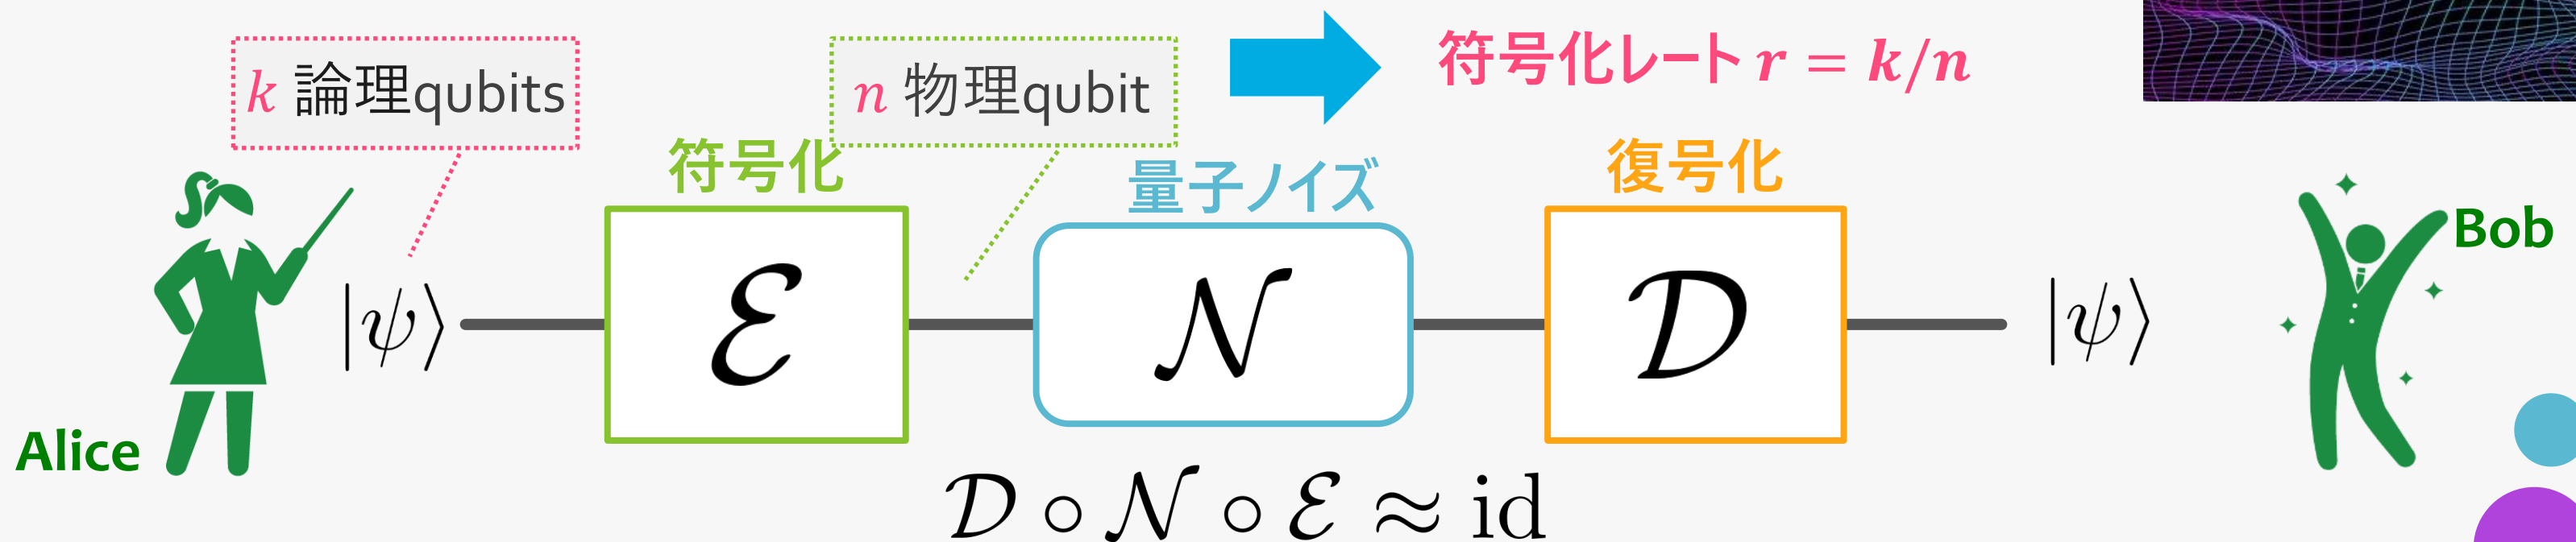 k 論理qubits
n 物理qubit
符号化レート r = k/n
符号化
量子ノイズ
復号化
Bob
|ψ⟩
ℰ
𝒩
𝒟
|ψ⟩
Alice
𝒟 ∘ 𝒩 ∘ ℰ ≈ id